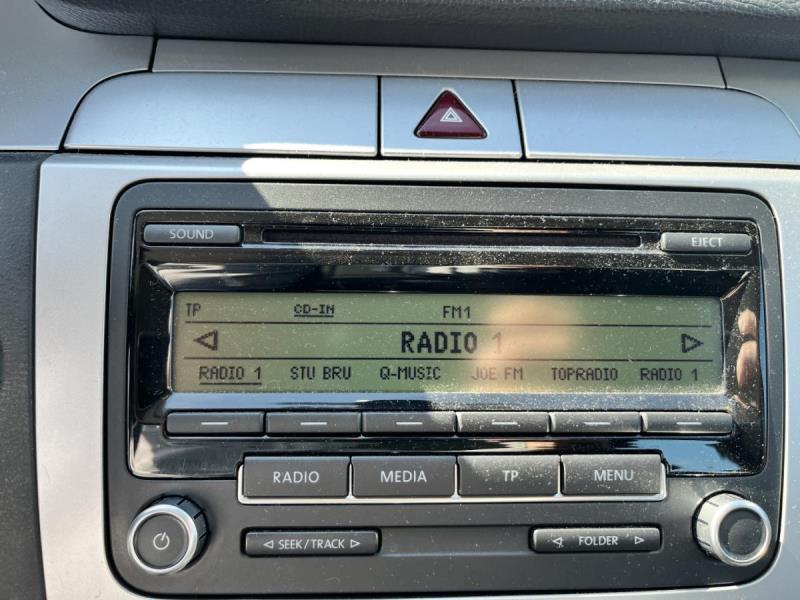 SOUND EJECT
TP CD-IN FM1
RADIO 1
RADIO 1 STU BRU Q-MUSIC JOE FM TOPRADIO RADIO 1
RADIO MEDIA TP MENU
SEEK/TRACK FOLDER